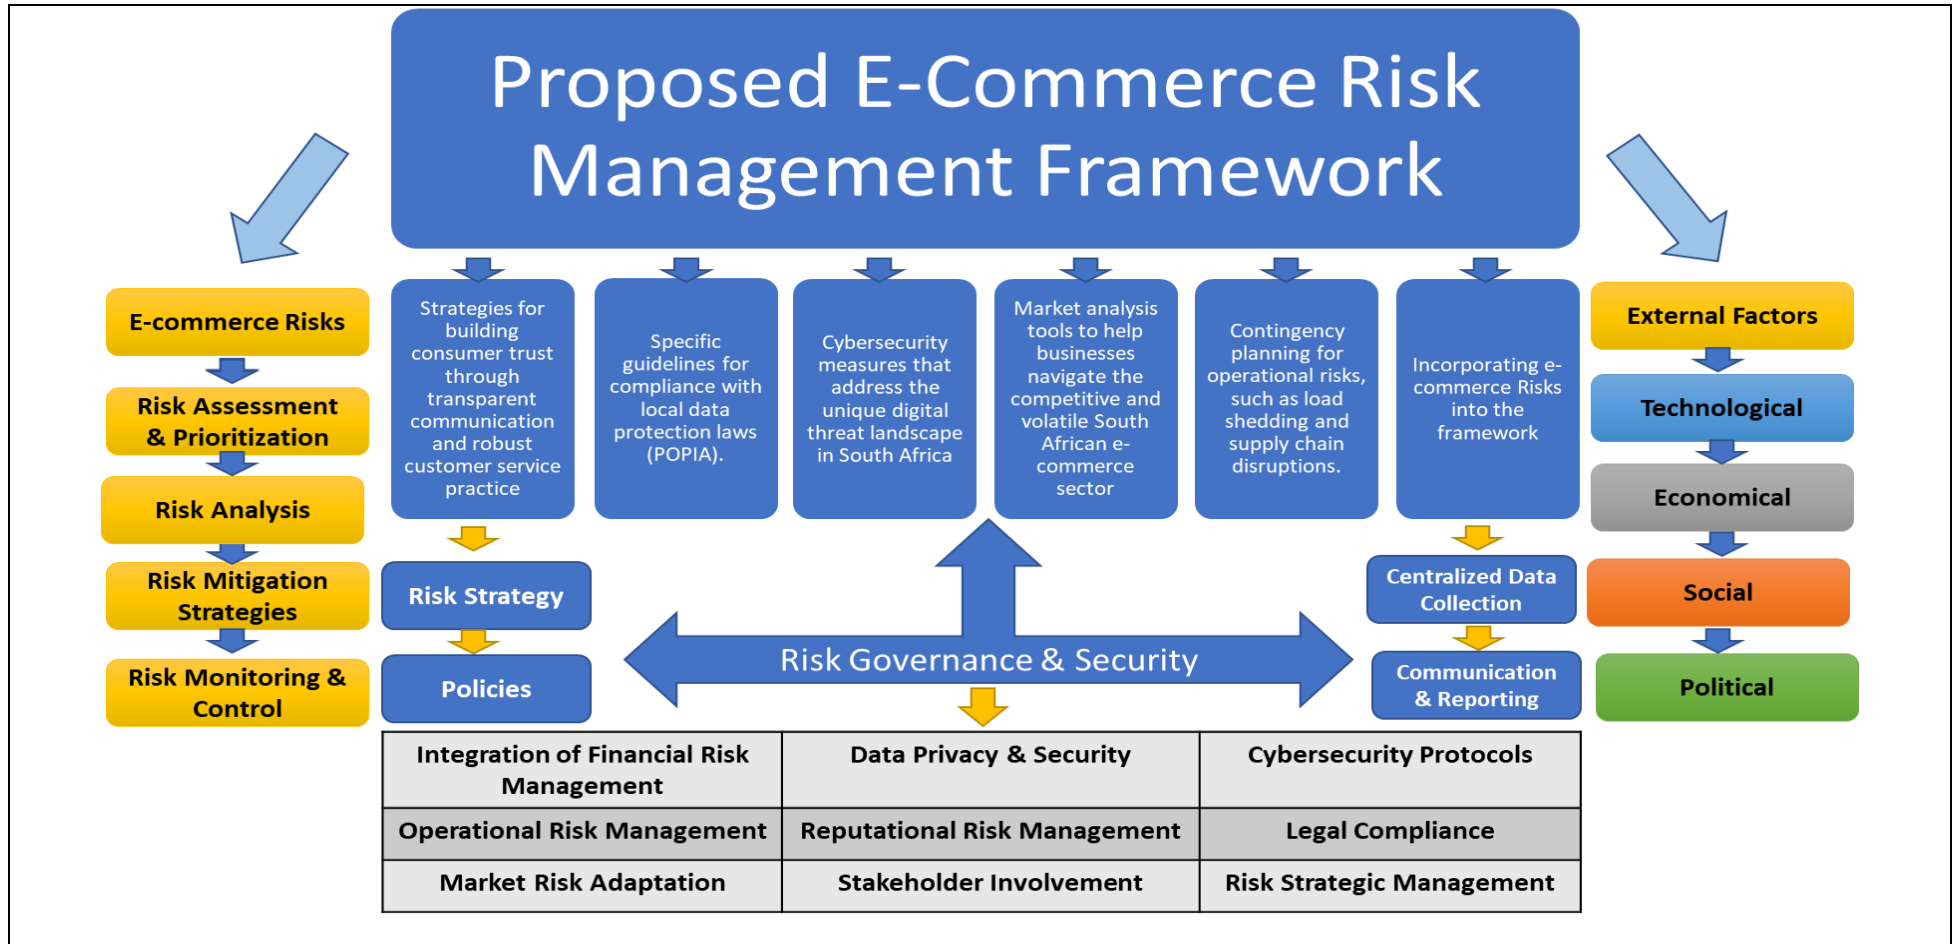 Proposed E-Commerce Risk
Management Framework
E-commerce Risks
Risk Assessment
& Prioritization
Risk Analysis
Risk Mitigation
Strategies
Risk Monitoring &
Control
Strategies for
building
consumer trust
through
transparent
communication
and robust
customer service
practice
Specific
guidelines for
compliance with
local data
protection laws
(POPIA).
Cybersecurity
measures that
address the
unique digital
threat landscape
in South Africa
Market analysis
tools to help
businesses
navigate the
competitive and
volatile South
African e-
commerce
sector
Contingency
planning for
operational risks,
such as load
shedding and
supply chain
disruptions.
Incorporating e-
commerce Risks
into the
framework
External Factors
Technological
Economical
Social
Political
Risk Strategy
Policies
Risk Governance & Security
Centralized Data
Collection
Communication
& Reporting
Integration of Financial Risk
Management
Data Privacy & Security
Cybersecurity Protocols
Operational Risk Management
Reputational Risk Management
Legal Compliance
Market Risk Adaptation
Stakeholder Involvement
Risk Strategic Management